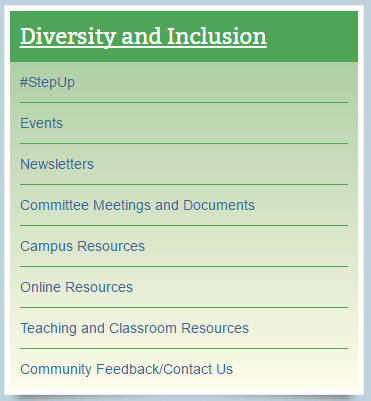 Diversity and Inclusion
#StepUp
Events
Newsletters
Committee Meetings and Documents
Campus Resources
Online Resources
Teaching and Classroom Resources
Community Feedback/Contact Us